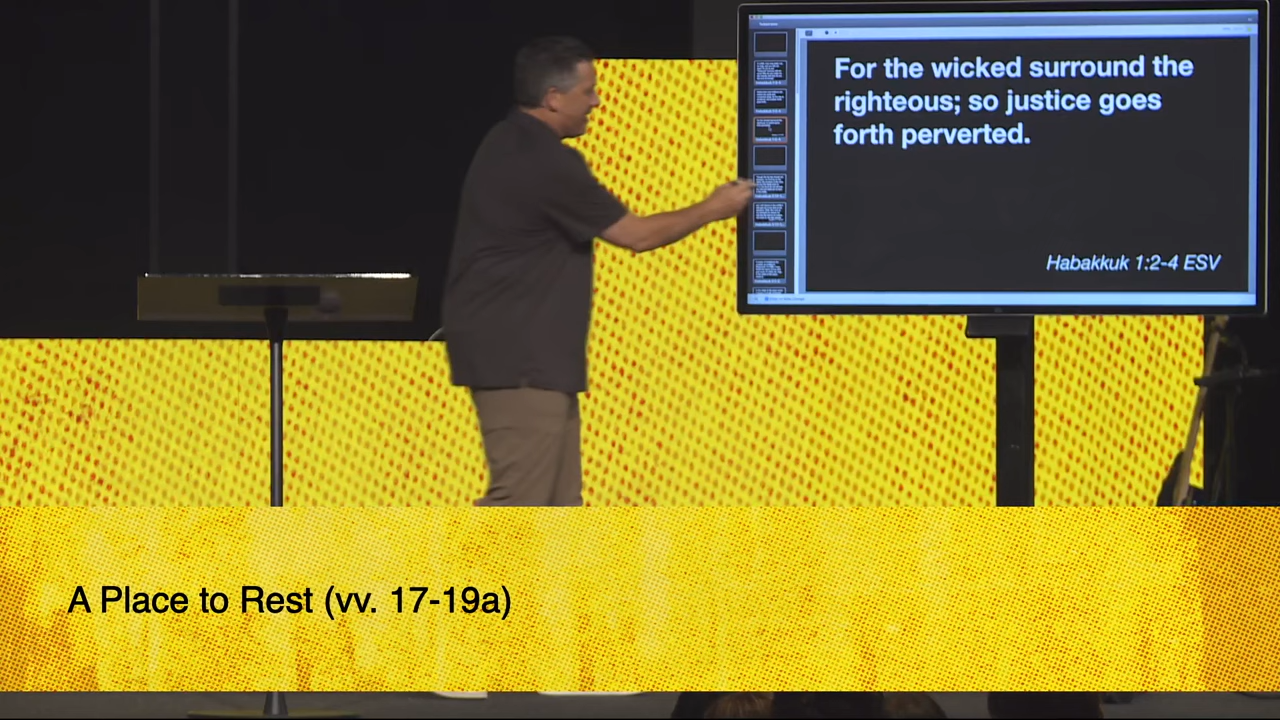 For the wicked surround the
righteous; so justice goes
forth perverted.
Habakkuk 1:2-4 ESV
A Place to Rest (vv. 17-19a)